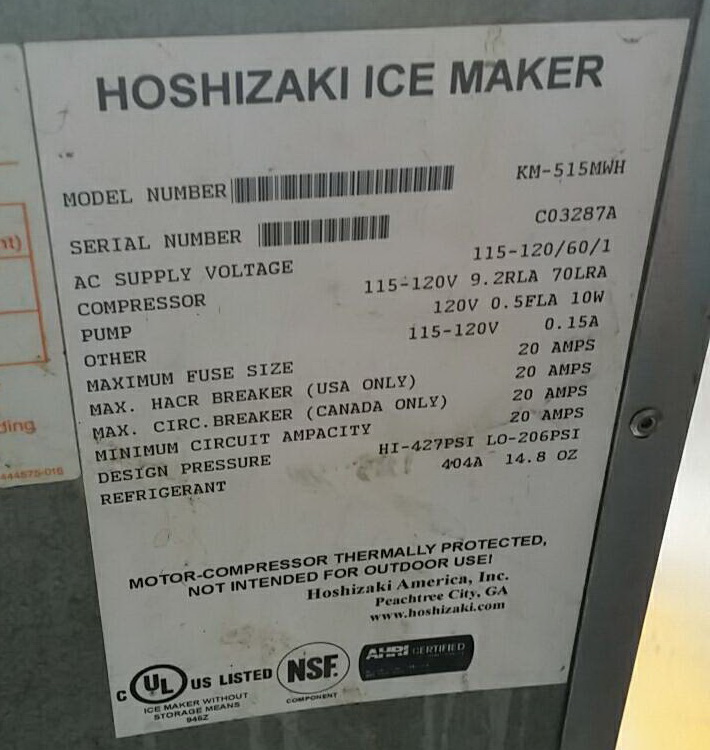 HOSHIZAKI ICE MAKER
MODEL NUMBER KM-515MWH
SERIAL NUMBER C03287A
AC SUPPLY VOLTAGE 115-120/60/1
COMPRESSOR 115-120V 9.2RLA 70LRA
PUMP 120V 0.5FLA 10W
OTHER 115-120V 0.15A
MAXIMUM FUSE SIZE 20 AMPS
MAX. HACR BREAKER (USA ONLY) 20 AMPS
MAX. CIRC.BREAKER (CANADA ONLY) 20 AMPS
MINIMUM CIRCUIT AMPACITY 20 AMPS
DESIGN PRESSURE HI-427PSI LO-206PSI
REFRIGERANT 404A 14.8 OZ
MOTOR-COMPRESSOR THERMALLY PROTECTED,
NOT INTENDED FOR OUTDOOR USE!
Hoshizaki America, Inc.
Peachtree City, GA
www.hoshizaki.com
C UL US LISTED NSF. AHRI CERTIFIED
ICE MAKER WITHOUT
STORAGE MEANS
946Z
COMPONENT
nt)
ding